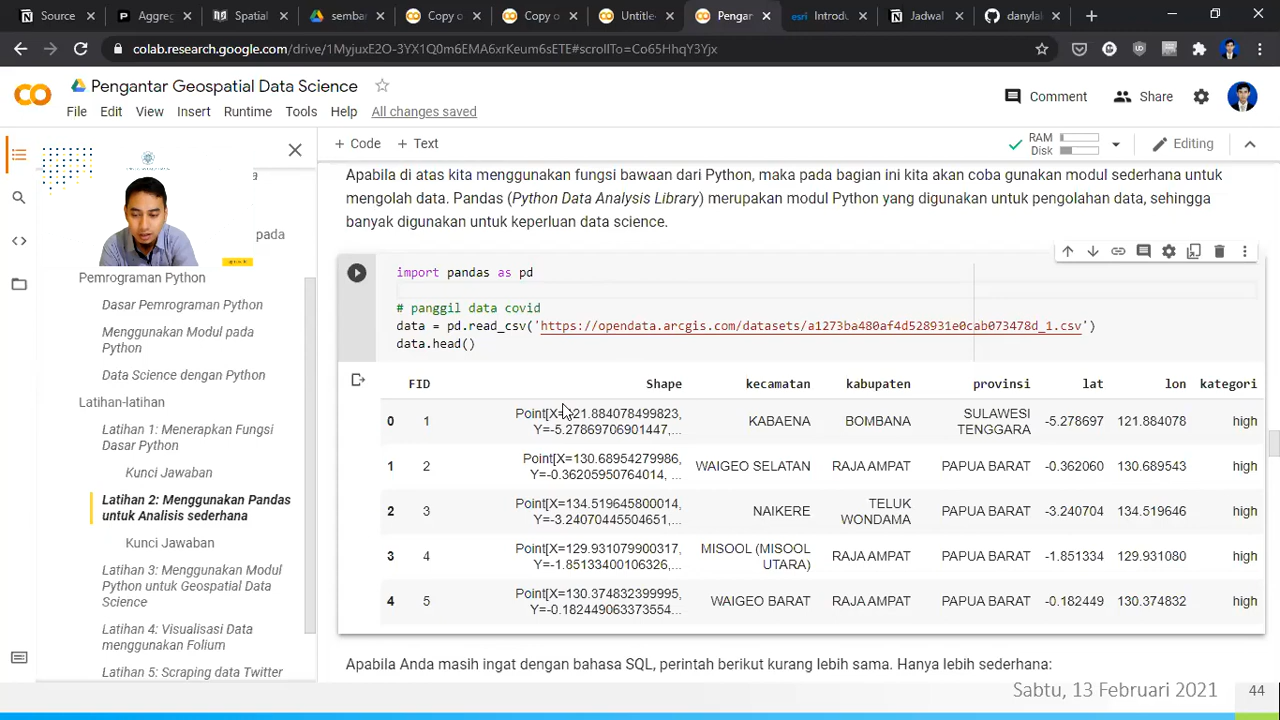 Source
Aggreg
Spatial
semba
Copy o
Copy o
Untitle
Pengan
esri Introdu
Jadwal
danylak
colab.research.google.com/drive/1MyjuxE2O-3YX1Q0m6EMA6xrKeum6sETE#scrollTo=Co65HhqY3Yjx
Pengantar Geospatial Data Science
File Edit View Insert Runtime Tools Help All changes saved
Comment Share
+ Code + Text
RAM
Disk
Editing
pada
Pemrograman Python
Dasar Pemrograman Python
Menggunakan Modul pada
Python
Data Science dengan Python
Latihan-latihan
Latihan 1: Menerapkan Fungsi
Dasar Python
Kunci Jawaban
Latihan 2: Menggunakan Pandas
untuk Analisis sederhana
Kunci Jawaban
Latihan 3: Menggunakan Modul
Python untuk Geospatial Data
Science
Latihan 4: Visualisasi Data
menggunakan Folium
Latihan 5: Scraping data Twitter
Apabila di atas kita menggunakan fungsi bawaan dari Python, maka pada bagian ini kita akan coba gunakan modul sederhana untuk
mengolah data. Pandas (Python Data Analysis Library) merupakan modul Python yang digunakan untuk pengolahan data, sehingga
banyak digunakan untuk keperluan data science.
import pandas as pd
# panggil data covid
data = pd.read_csv('https://opendata.arcgis.com/datasets/a1273ba480af4d528931e0cab073478d_1.csv')
data.head()
FID Shape kecamatan kabupaten provinsi lat lon kategori
0 1 Point[X=121.884078499823, Y=-5.27869706901447,... KABAENA BOMBANA SULAWESI TENGGARA -5.278697 121.884078 high
1 2 Point[X=130.68954279986, Y=-0.36205950764014, ... WAIGEO SELATAN RAJA AMPAT PAPUA BARAT -0.362060 130.689543 high
2 3 Point[X=134.519645800014, Y=-3.24070445504651,... NAIKERE TELUK WONDAMA PAPUA BARAT -3.240704 134.519646 high
3 4 Point[X=129.931079900317, Y=-1.85133400106326,... MISOOL (MISOOL UTARA) RAJA AMPAT PAPUA BARAT -1.851334 129.931080 high
4 5 Point[X=130.374832399995, Y=-0.182449063373554... WAIGEO BARAT RAJA AMPAT PAPUA BARAT -0.182449 130.374832 high
Apabila Anda masih ingat dengan bahasa SQL, perintah berikut kurang lebih sama. Hanya lebih sederhana:
Sabtu, 13 Februari 2021 44